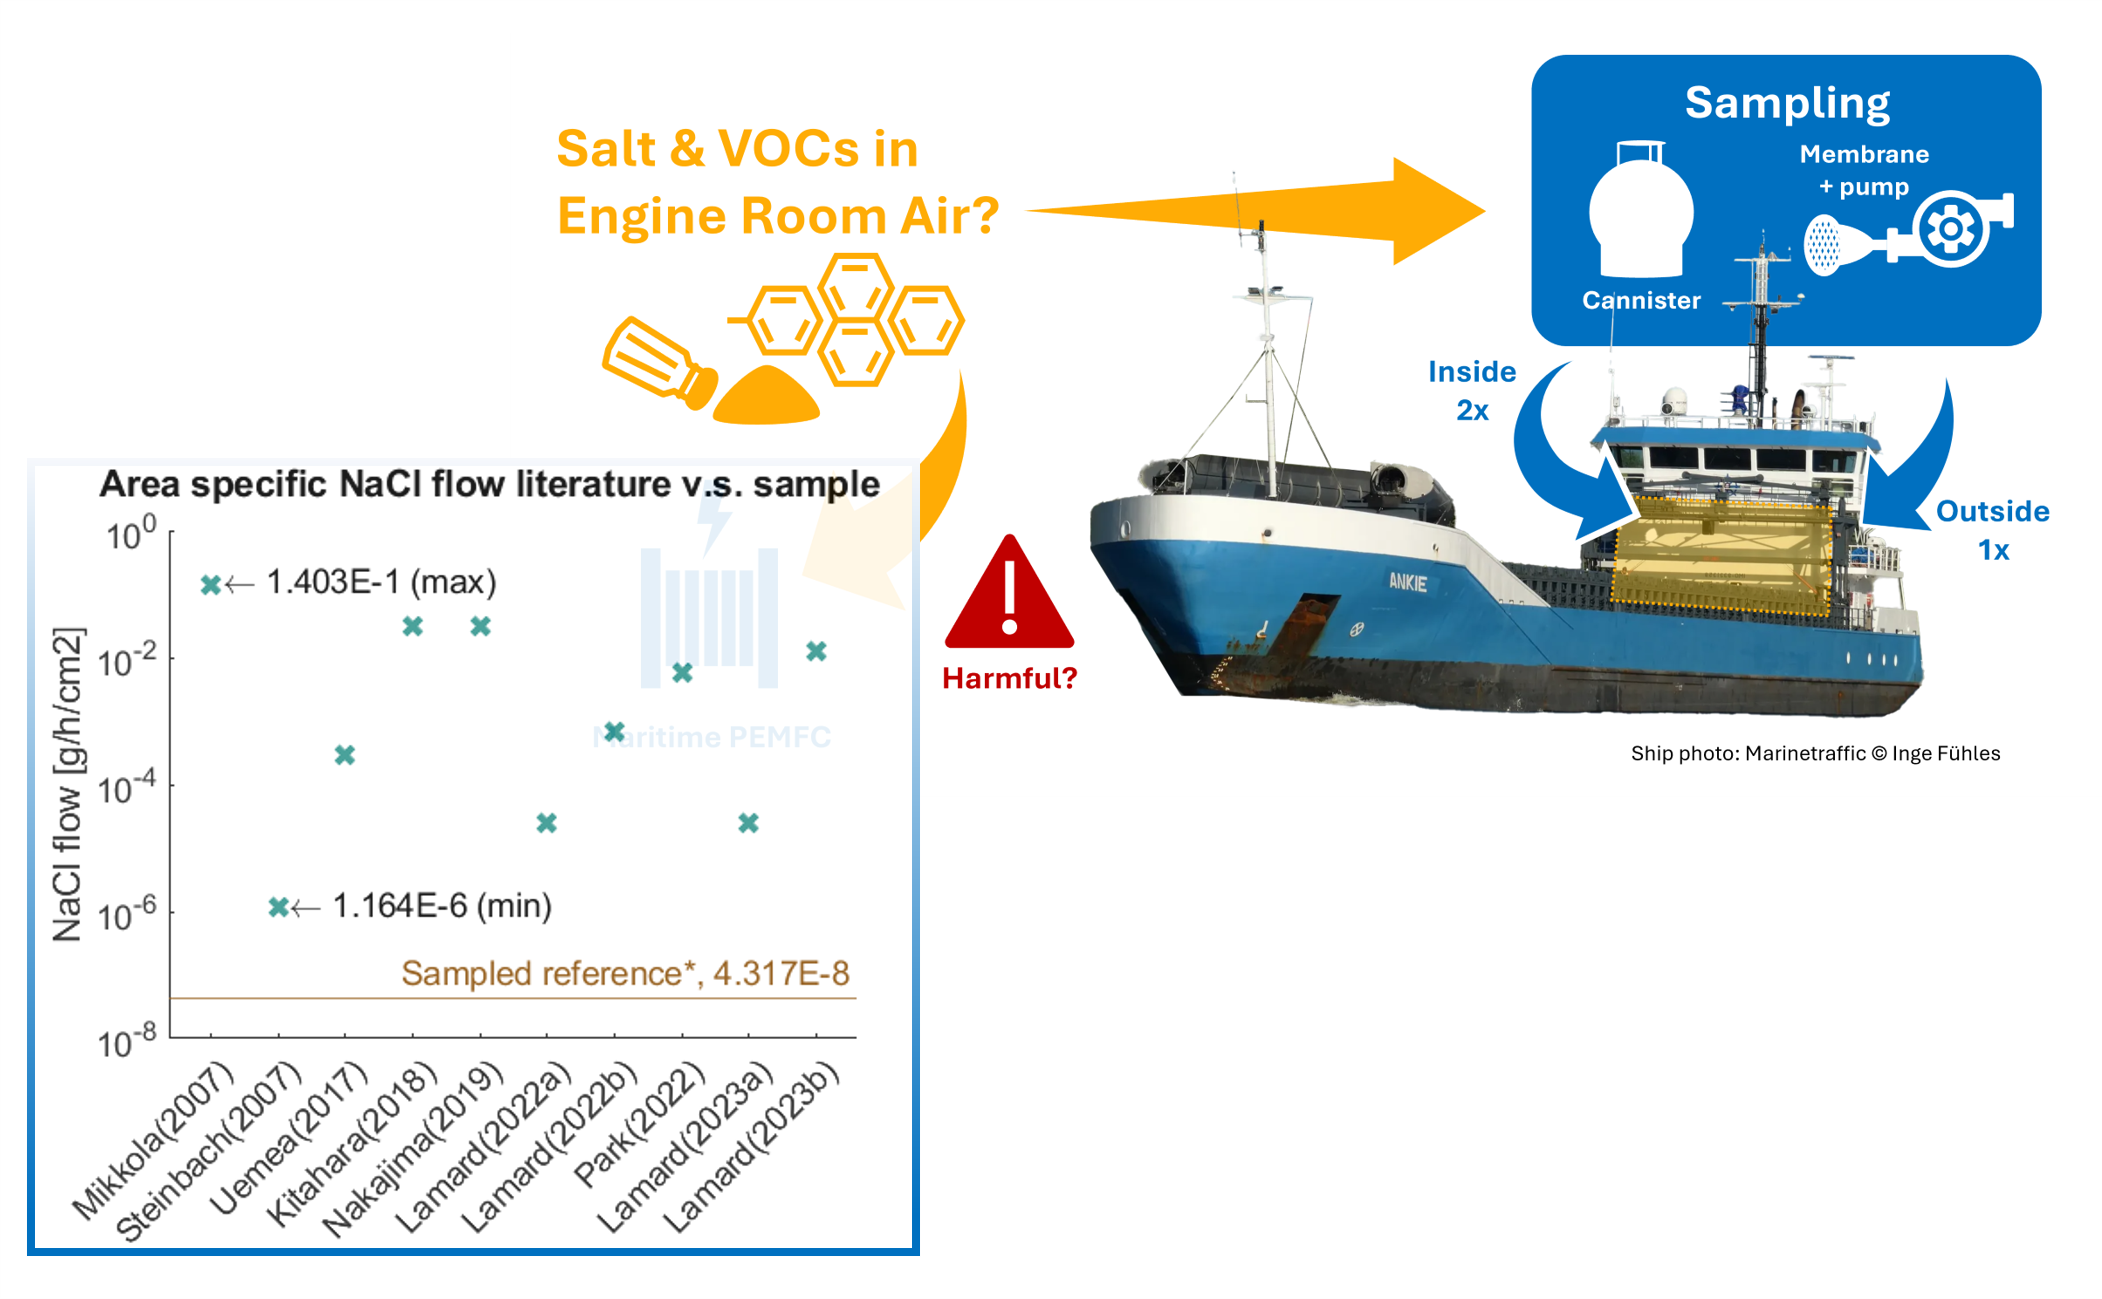 Salt & VOCs in
Engine Room Air?
Sampling
Cannister
Membrane
+ pump
Inside
2x
Outside
1x
Harmful?
ANKIE
Ship photo: Marinetraffic © Inge Fühles
Maritime PEMFC
Area specific NaCl flow literature v.s. sample
NaCl flow [g/h/cm2]
10^0
10^-2
10^-4
10^-6
10^-8
← 1.403E-1 (max)
← 1.164E-6 (min)
Sampled reference*, 4.317E-8
Mikkola(2007)
Steinbach(2007)
Uemea(2017)
Kitahara(2018)
Nakajima(2019)
Lamard(2022a)
Lamard(2022b)
Park(2022)
Lamard(2023a)
Lamard(2023b)